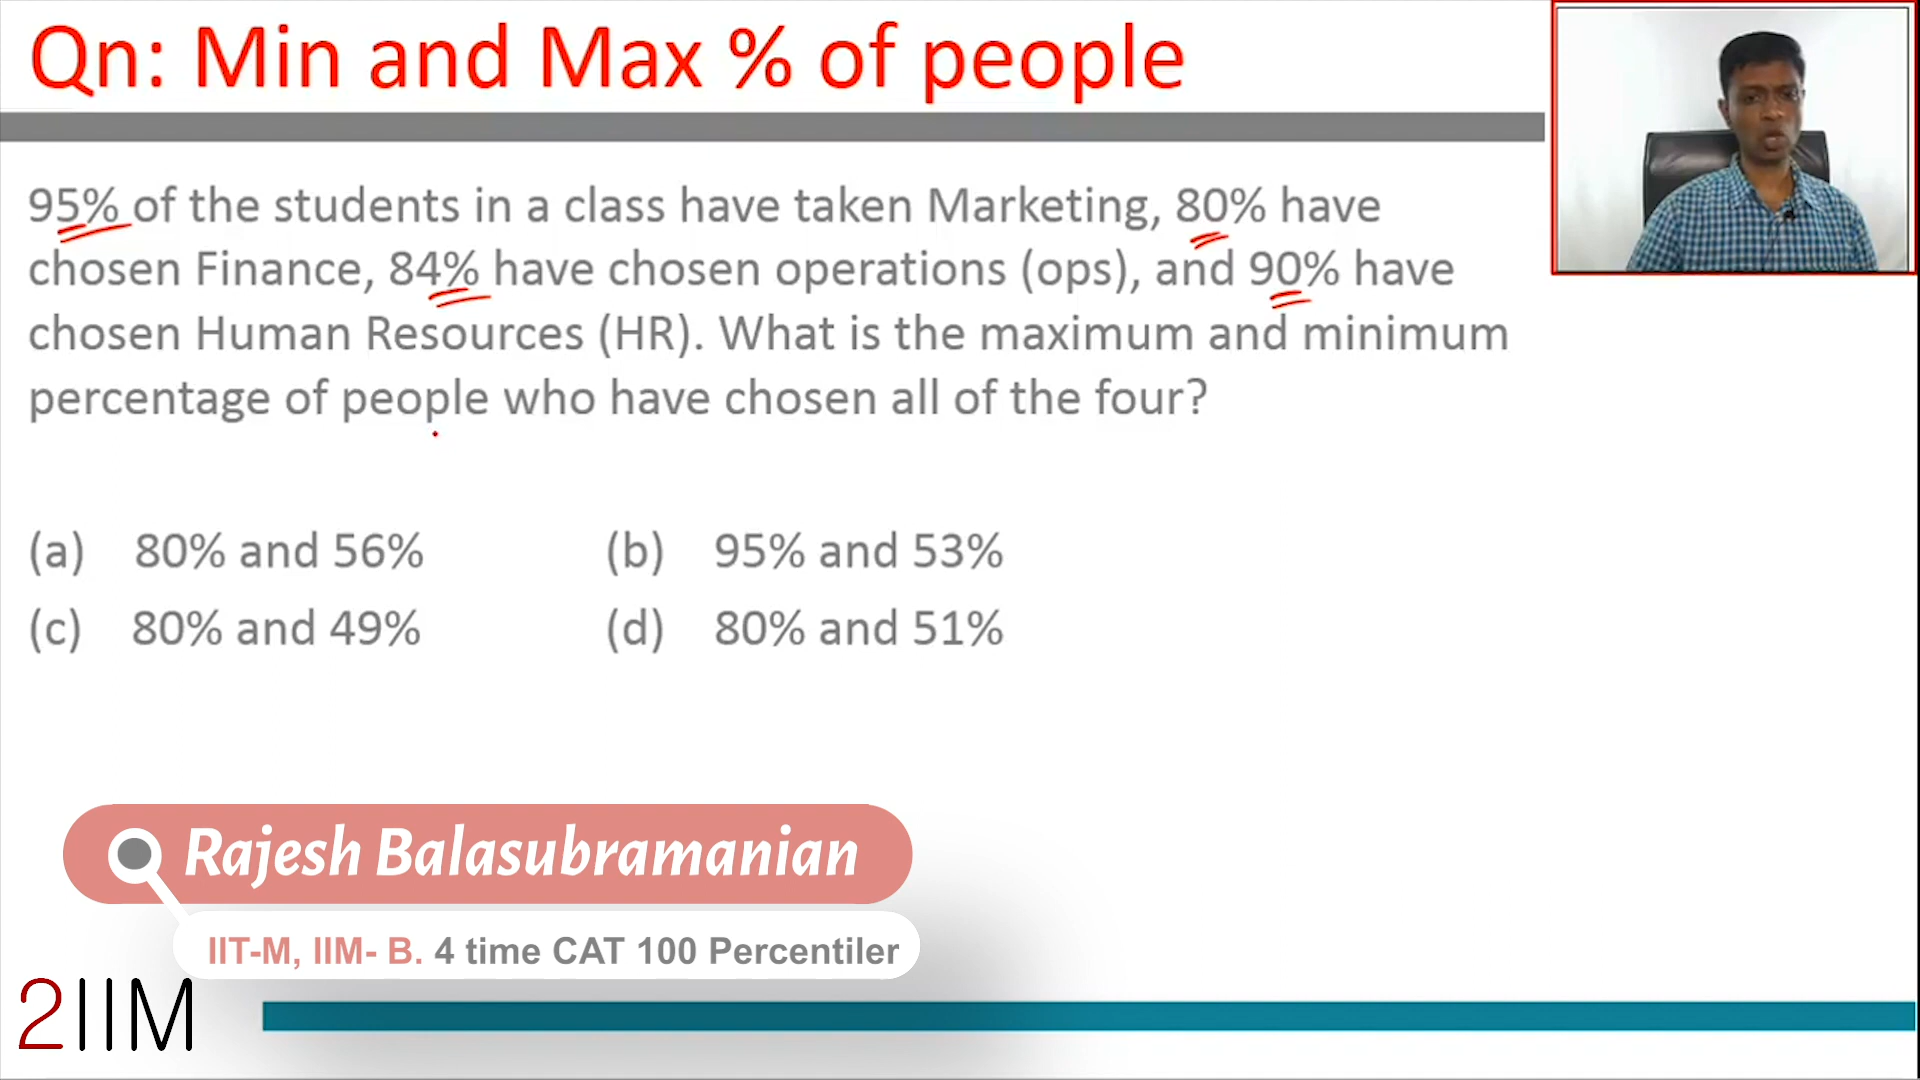 Qn: Min and Max % of people
95% of the students in a class have taken Marketing, 80% have
chosen Finance, 84% have chosen operations (ops), and 90% have
chosen Human Resources (HR). What is the maximum and minimum
percentage of people who have chosen all of the four?
(a) 80% and 56% (b) 95% and 53%
(c) 80% and 49% (d) 80% and 51%
Rajesh Balasubramanian
IIT-M, IIM- B. 4 time CAT 100 Percentiler
2IIM